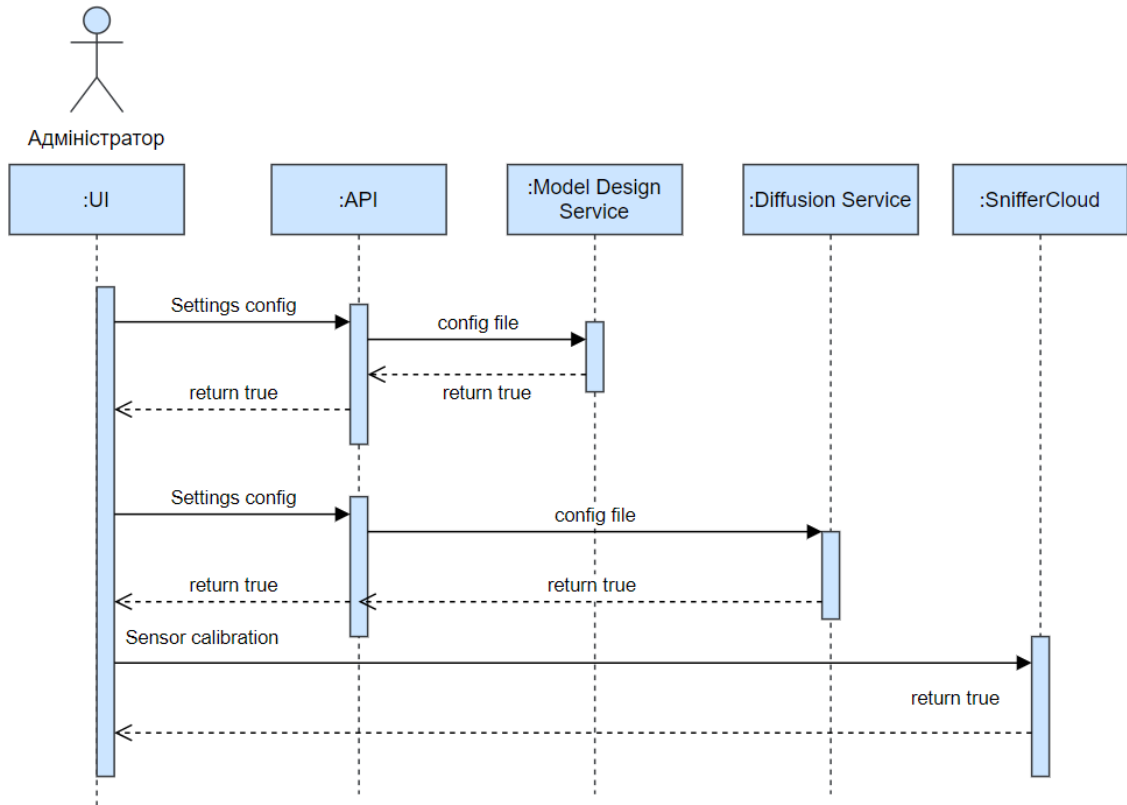 Адміністратор
:UI
:API
:Model Design
Service
:Diffusion Service
:SnifferCloud
Settings config
config file
return true
return true
Settings config
config file
return true
return true
Sensor calibration
return true